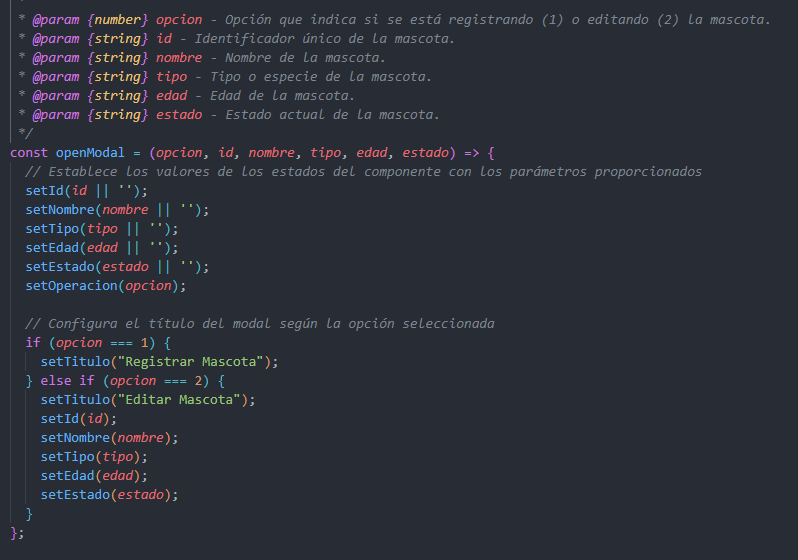 * @param {number} opcion - Opción que indica si se está registrando (1) o editando (2) la mascota.
* @param {string} id - Identificador único de la mascota.
* @param {string} nombre - Nombre de la mascota.
* @param {string} tipo - Tipo o especie de la mascota.
* @param {string} edad - Edad de la mascota.
* @param {string} estado - Estado actual de la mascota.
*/
const openModal = (opcion, id, nombre, tipo, edad, estado) => {
  // Establece los valores de los estados del componente con los parámetros proporcionados
  setId(id || '');
  setNombre(nombre || '');
  setTipo(tipo || '');
  setEdad(edad || '');
  setEstado(estado || '');
  setOperacion(opcion);

  // Configura el título del modal según la opción seleccionada
  if (opcion === 1) {
    setTitulo("Registrar Mascota");
  } else if (opcion === 2) {
    setTitulo("Editar Mascota");
    setId(id);
    setNombre(nombre);
    setTipo(tipo);
    setEdad(edad);
    setEstado(estado);
  }
};